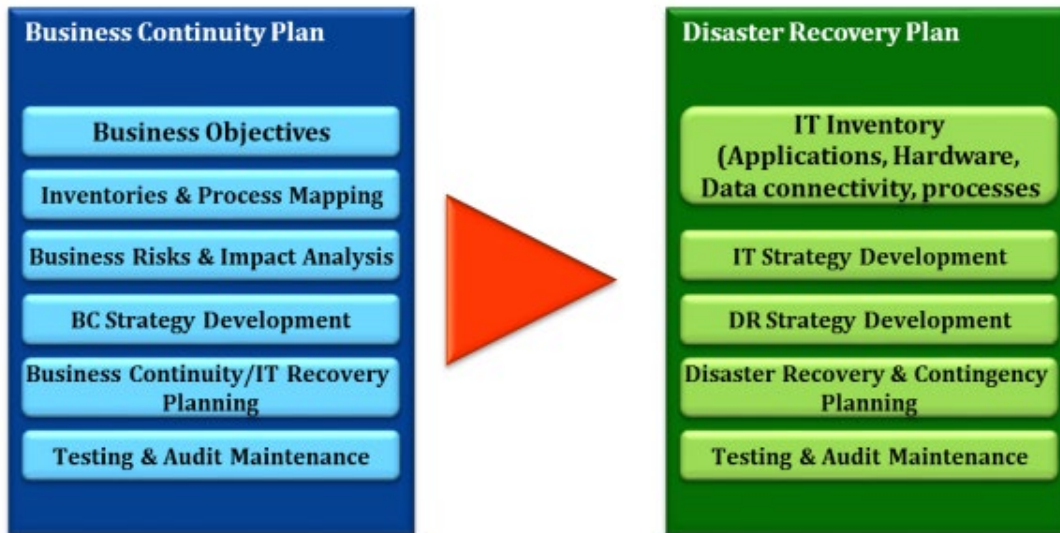 Business Continuity Plan
Business Objectives
Inventories & Process Mapping
Business Risks & Impact Analysis
BC Strategy Development
Business Continuity/IT Recovery
Planning
Testing & Audit Maintenance
Disaster Recovery Plan
IT Inventory
(Applications, Hardware,
Data connectivity, processes
IT Strategy Development
DR Strategy Development
Disaster Recovery & Contingency
Planning
Testing & Audit Maintenance